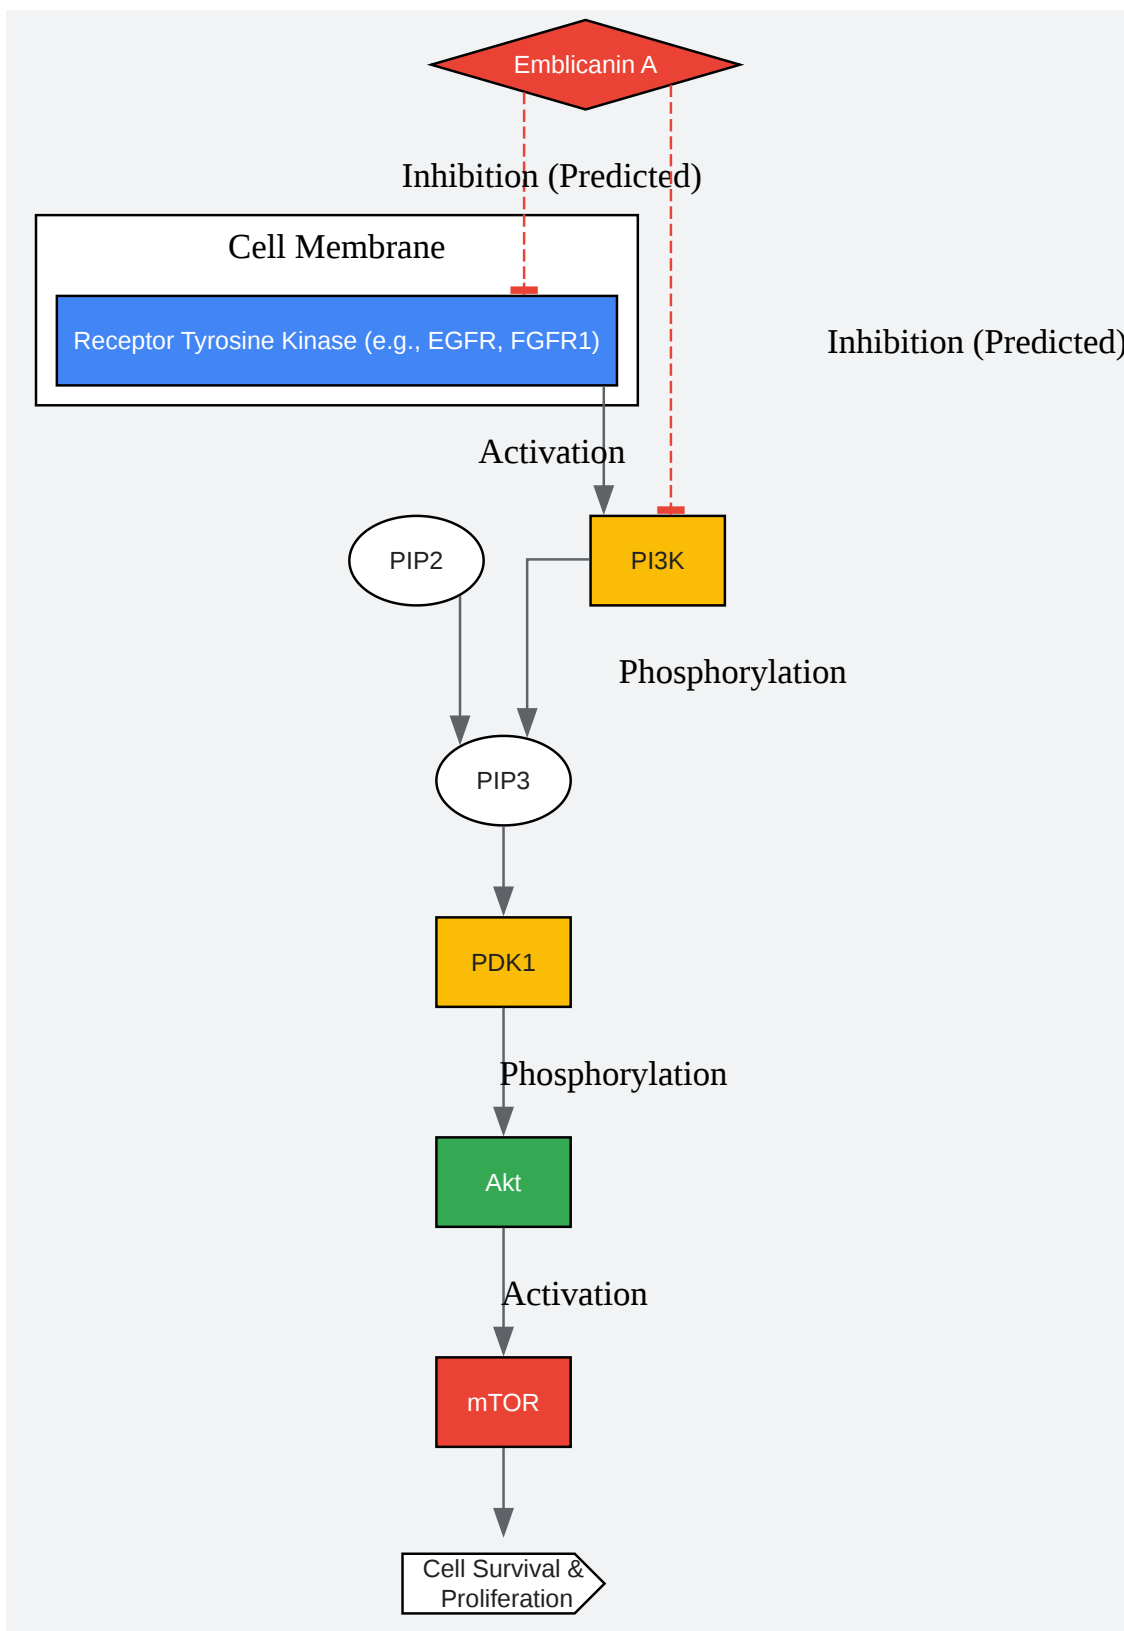 Emblicanin A
Inhibition (Predicted)
Cell Membrane
Receptor Tyrosine Kinase (e.g., EGFR, FGFR1)
Inhibition (Predicted)
Activation
PIP2
PI3K
Phosphorylation
PIP3
PDK1
Phosphorylation
Akt
Activation
mTOR
Cell Survival &
Proliferation